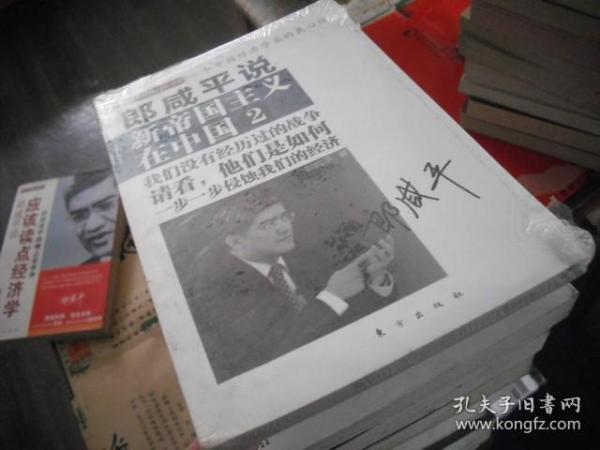 郎咸平说
新帝国主义
在中国2
我们没有经历过的战争
请看，他们是如何
一步一步侵蚀我们的经济
郎咸平
东方出版社
应该读点经济学
孔夫子旧书网
www.kongfz.com